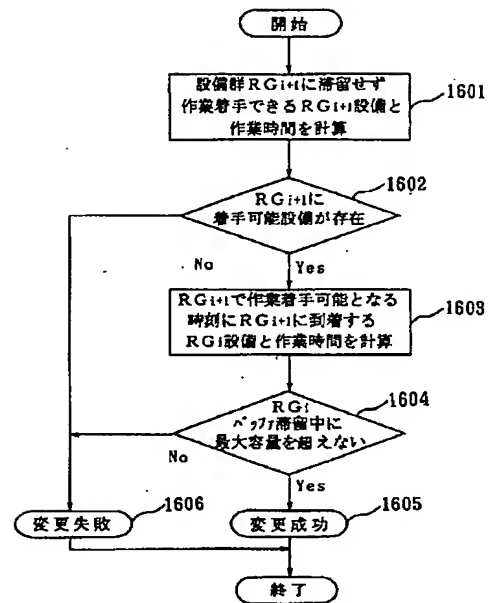 開始
設備群RGi+1に滞留せず
作業着手できるRGi+1設備と
作業時間を計算
1601
1602
RGi+1に
着手可能設備が存在
No
Yes
RGi+1で作業着手可能となる
時刻にRGi+1に到着する
RGi設備と作業時間を計算
1603
1604
RGi
バッファ滞留中に
最大容量を超えない
No
Yes
1606
変更失敗
1605
変更成功
終了